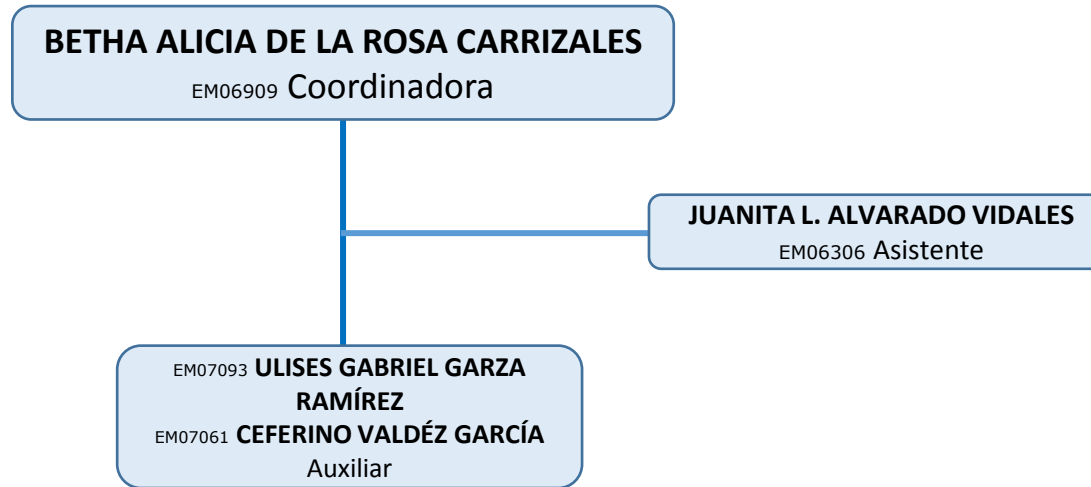 BETHA ALICIA DE LA ROSA CARRIZALES
EM06909 Coordinadora
JUANITA L. ALVARADO VIDALES
EM06306 Asistente
EM07093 ULISES GABRIEL GARZA
RAMÍREZ
EM07061 CEFERINO VALDÉZ GARCÍA
Auxiliar